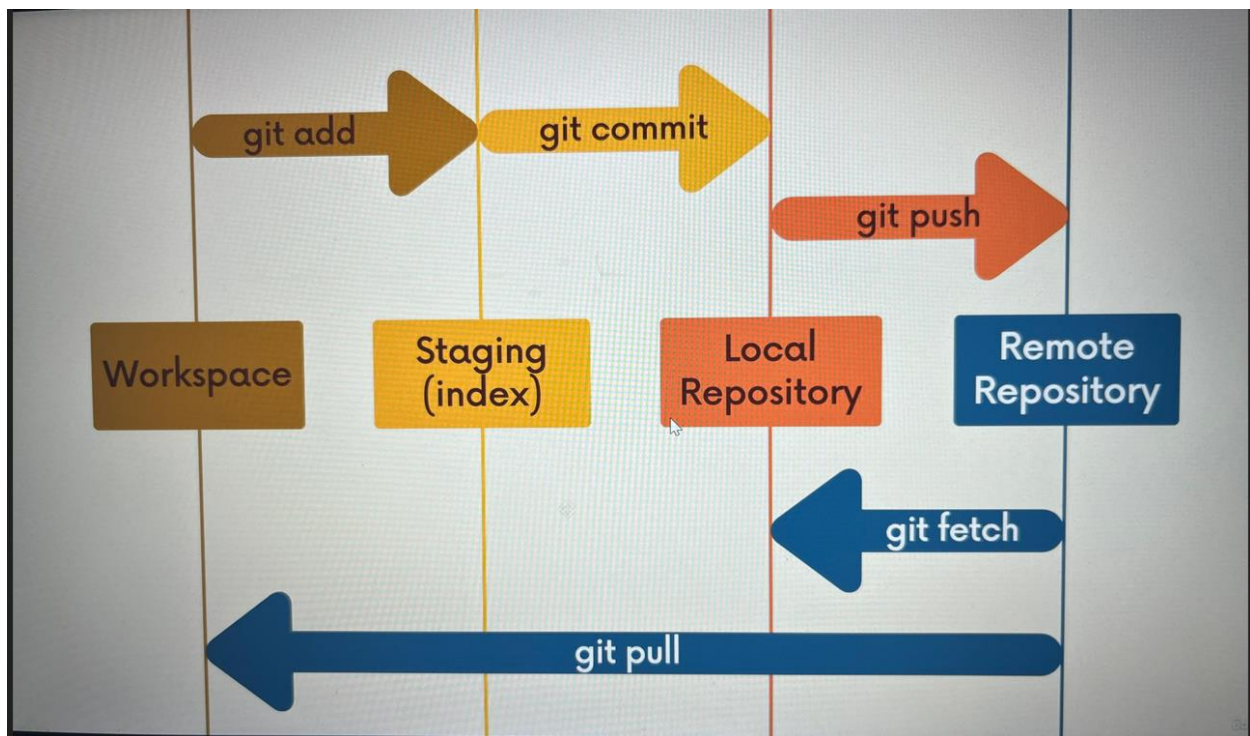 git add
git commit
git push
Workspace
Staging
(index)
Local
Repository
Remote
Repository
git fetch
git pull